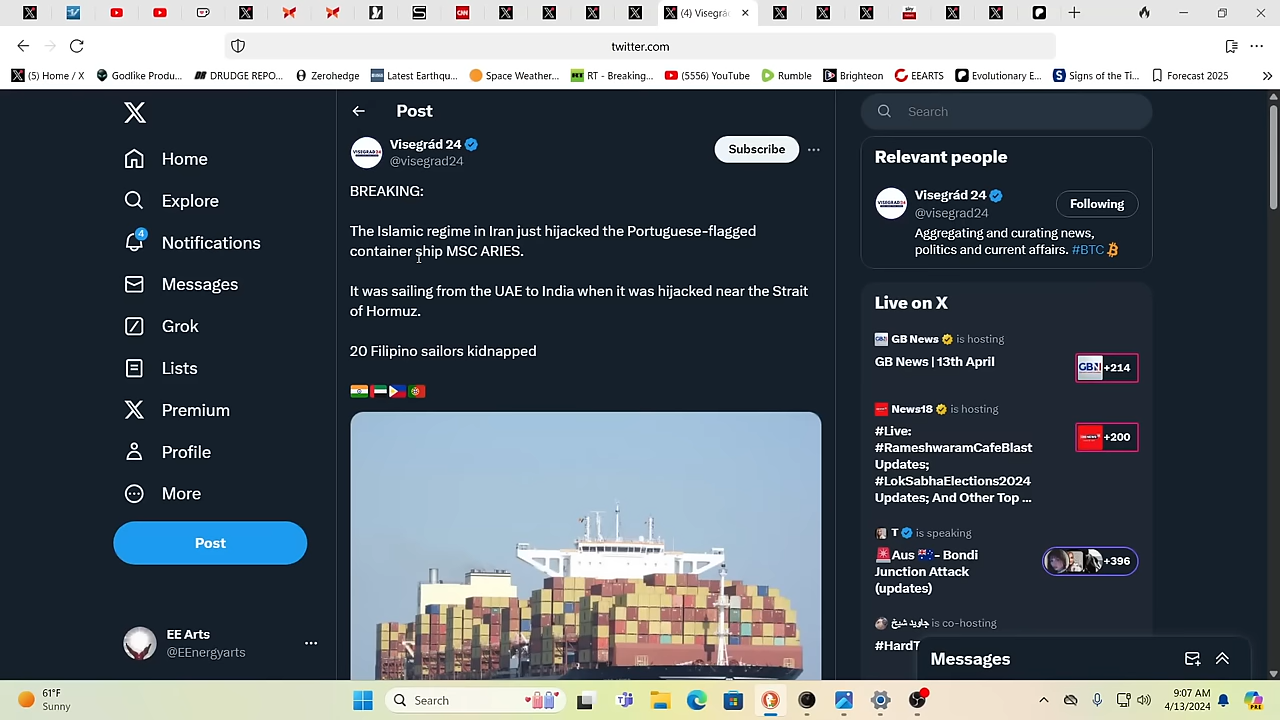 (4) Visegrá
twitter.com
(5) Home / X
Godlike Produ...
DRUDGE REPO...
Zerohedge
Latest Earthqu...
Space Weather...
RT - Breaking...
(5556) YouTube
Rumble
Brighteon
EEARTS
Evolutionary E...
Signs of the Ti...
Forecast 2025
Home
Explore
4
Notifications
Messages
Grok
Lists
Premium
Profile
More
Post
EE Arts
@EEnergyarts
Post
Visegrád 24
@visegrad24
Subscribe
BREAKING:
The Islamic regime in Iran just hijacked the Portuguese-flagged
container ship MSC ARIES.
It was sailing from the UAE to India when it was hijacked near the Strait
of Hormuz.
20 Filipino sailors kidnapped
Search
Relevant people
Visegrád 24
@visegrad24
Following
Aggregating and curating news,
politics and current affairs. #BTC
Live on X
GB News is hosting
GB News | 13th April
GBN +214
News18 is hosting
#Live:
#RameshwaramCafeBlast
Updates;
#LokSabhaElections2024
Updates; And Other Top ...
+200
T is speaking
Aus - Bondi
Junction Attack
(updates)
+396
جاويد شيخ is co-hosting
#HardT
Messages
61°F
Sunny
Search
9:07 AM
4/13/2024